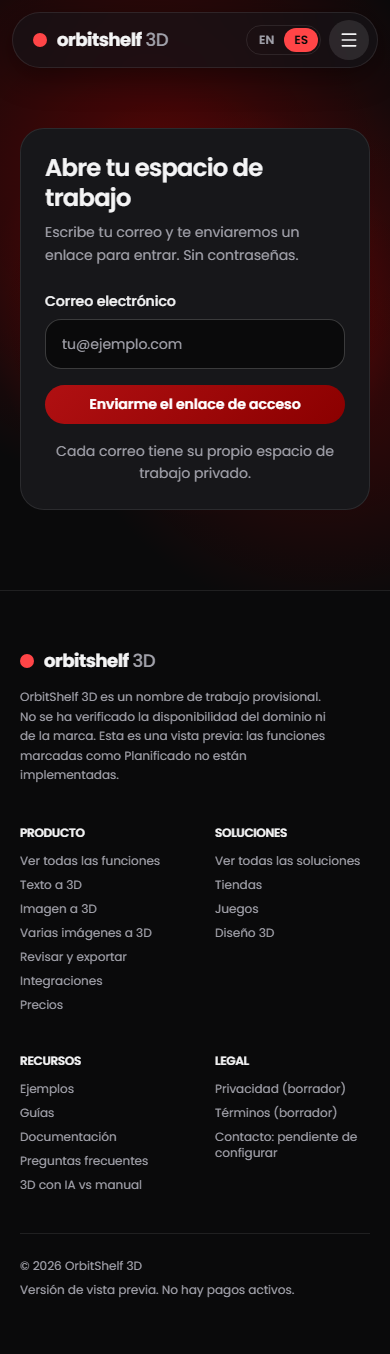 orbitshelf 3D
EN ES
Abre tu espacio de
trabajo
Escribe tu correo y te enviaremos un
enlace para entrar. Sin contraseñas.
Correo electrónico
tu@ejemplo.com
Enviarme el enlace de acceso
Cada correo tiene su propio espacio de
trabajo privado.
orbitshelf 3D
OrbitShelf 3D es un nombre de trabajo provisional.
No se ha verificado la disponibilidad del dominio ni
de la marca. Esta es una vista previa: las funciones
marcadas como Planificado no están
implementadas.
PRODUCTO
Ver todas las funciones
Texto a 3D
Imagen a 3D
Varias imágenes a 3D
Revisar y exportar
Integraciones
Precios
SOLUCIONES
Ver todas las soluciones
Tiendas
Juegos
Diseño 3D
RECURSOS
Ejemplos
Guías
Documentación
Preguntas frecuentes
3D con IA vs manual
LEGAL
Privacidad (borrador)
Términos (borrador)
Contacto: pendiente de
configurar
© 2026 OrbitShelf 3D
Versión de vista previa. No hay pagos activos.